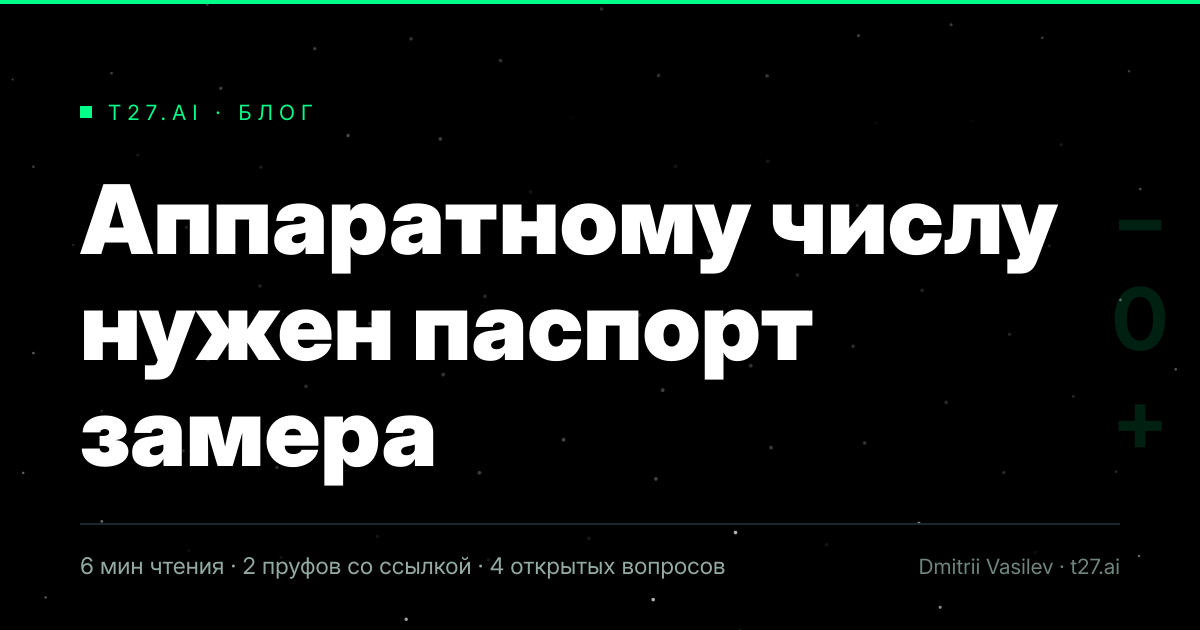 T27.AI · БЛОГ
Аппаратному числу
нужен паспорт
замера
−
0
+
6 мин чтения · 2 пруфов со ссылкой · 4 открытых вопросов
Dmitrii Vasilev · t27.ai